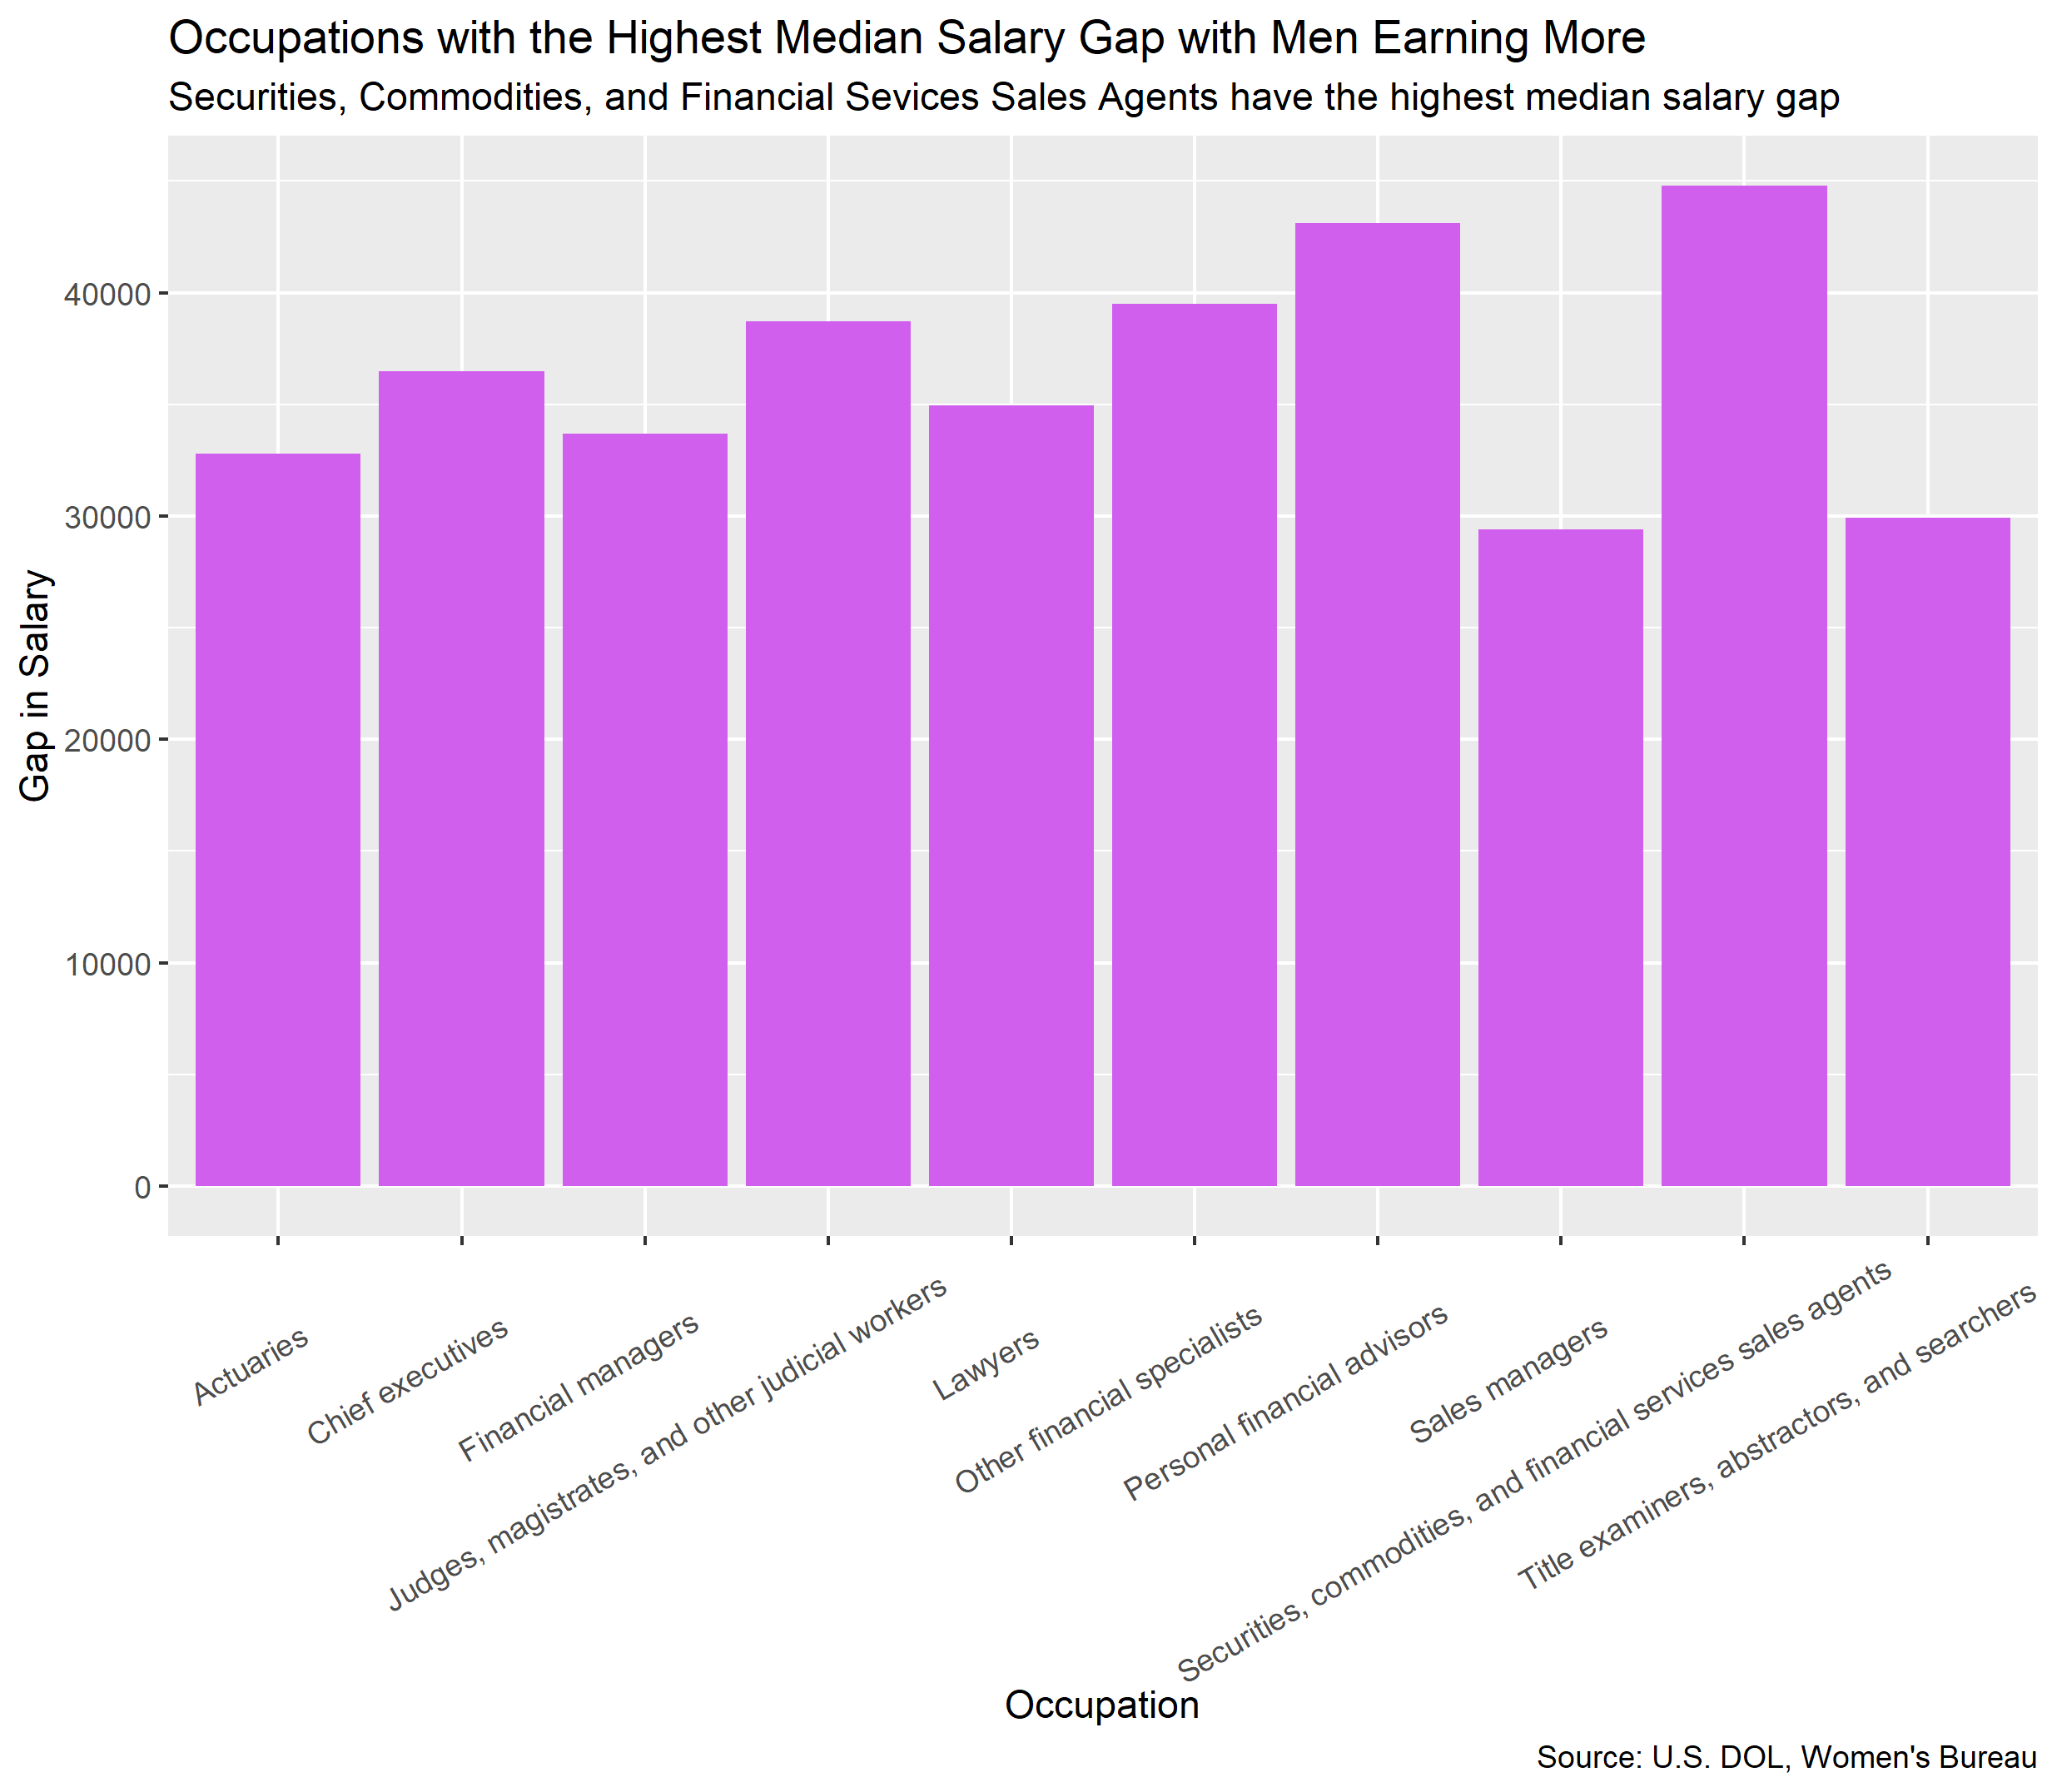 Occupations with the Highest Median Salary Gap with Men Earning More
Securities, Commodities, and Financial Sevices Sales Agents have the highest median salary gap
Gap in Salary
40000
30000
20000
10000
0
Actuaries
Chief executives
Financial managers
Judges, magistrates, and other judicial workers
Lawyers
Other financial specialists
Personal financial advisors
Sales managers
Securities, commodities, and financial services sales agents
Title examiners, abstractors, and searchers
Occupation
Source: U.S. DOL, Women's Bureau